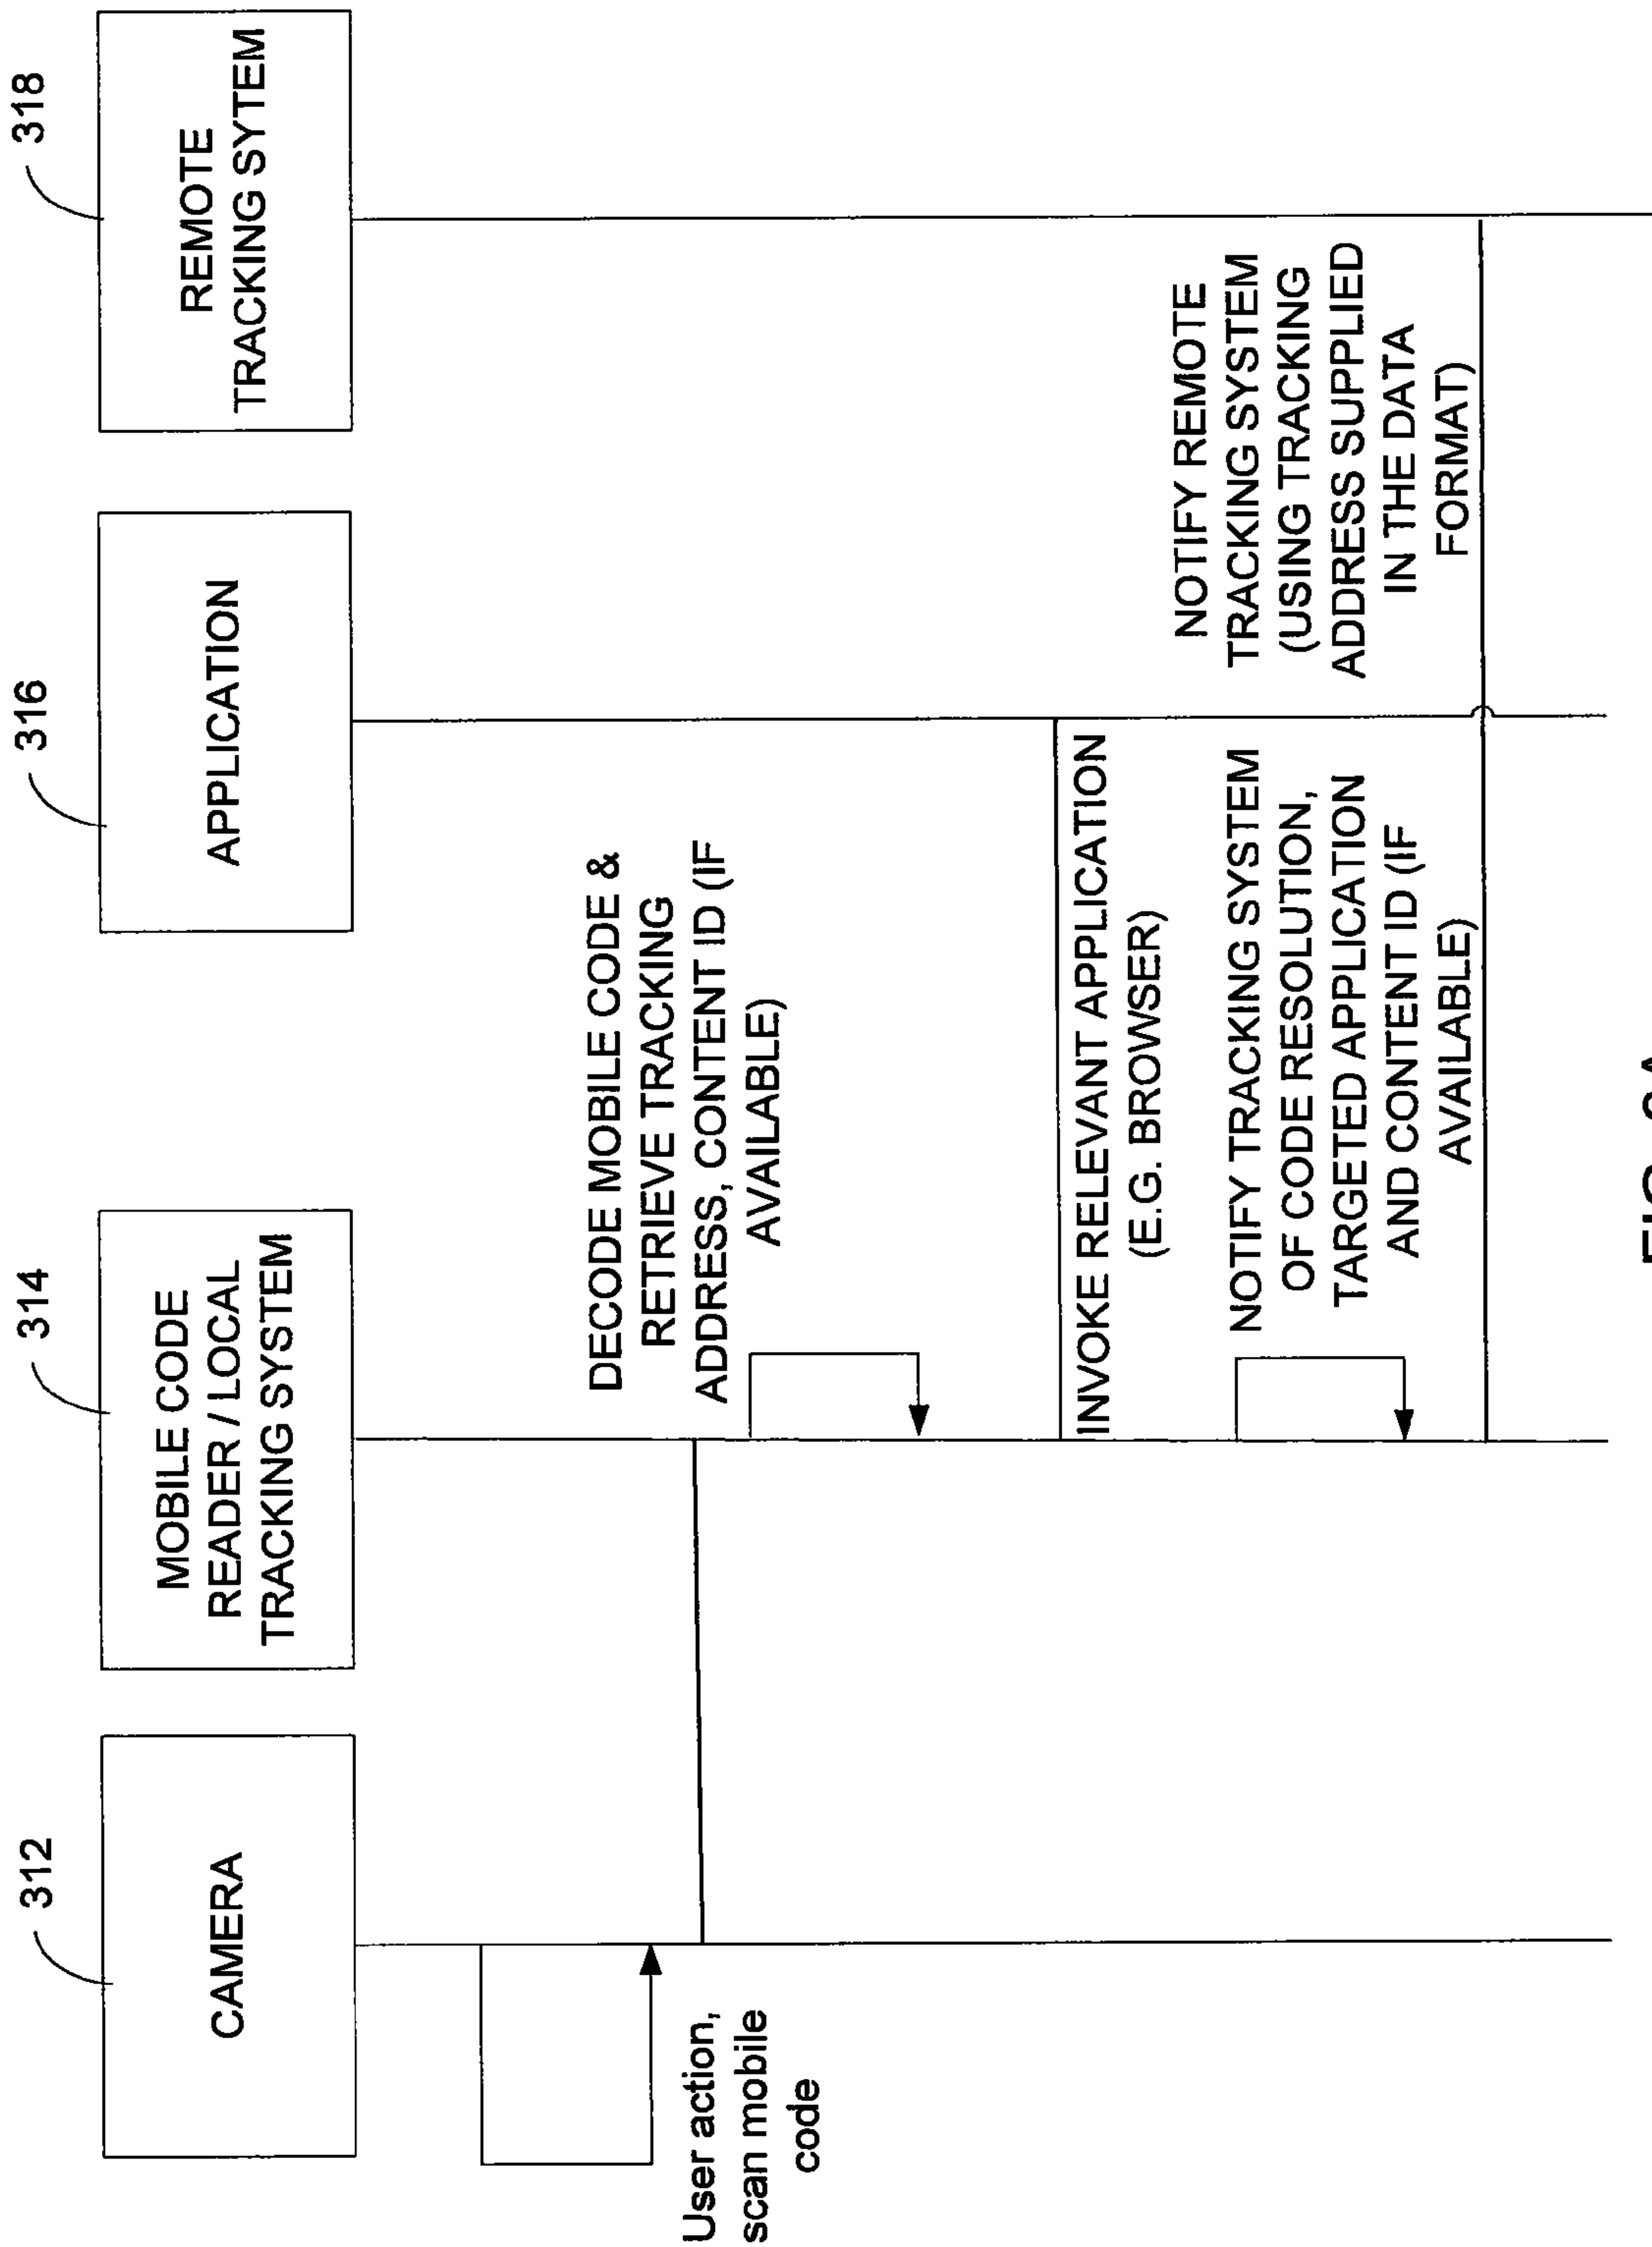 312
314
316
318
CAMERA
MOBILE CODE
READER / LOCAL
TRACKING SYSTEM
APPLICATION
REMOTE
TRACKING SYTEM
User action,
scan mobile
code
DECODE MOBILE CODE &
RETRIEVE TRACKING
ADDRESS, CONTENT ID (IF
AVAILABLE)
INVOKE RELEVANT APPLICATION
(E.G. BROWSER)
NOTIFY TRACKING SYSTEM
OF CODE RESOLUTION,
TARGETED APPLICATION
AND CONTENT ID (IF
AVAILABLE)
NOTIFY REMOTE
TRACKING SYSTEM
(USING TRACKING
ADDRESS SUPPLIED
IN THE DATA
FORMAT)
FIG.